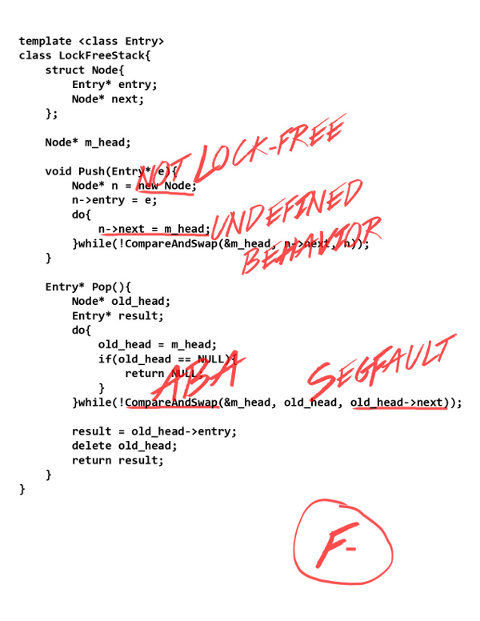 template <class Entry>
class LockFreeStack{
    struct Node{
        Entry* entry;
        Node* next;
    };

    Node* m_head;

    void Push(Entry* e){
        Node* n = new Node;
NOT LOCK-FREE
        n->entry = e;
        do{
            n->next = m_head;
UNDEFINED
BEHAVIOR
        }while(!CompareAndSwap(&m_head, n->next, n));
    }

    Entry* Pop(){
        Node* old_head;
        Entry* result;
        do{
            old_head = m_head;
            if(old_head == NULL){
                return NULL;
            }
ABA
SEGFAULT
        }while(!CompareAndSwap(&m_head, old_head, old_head->next));

        result = old_head->entry;
        delete old_head;
        return result;
    }
}
F-